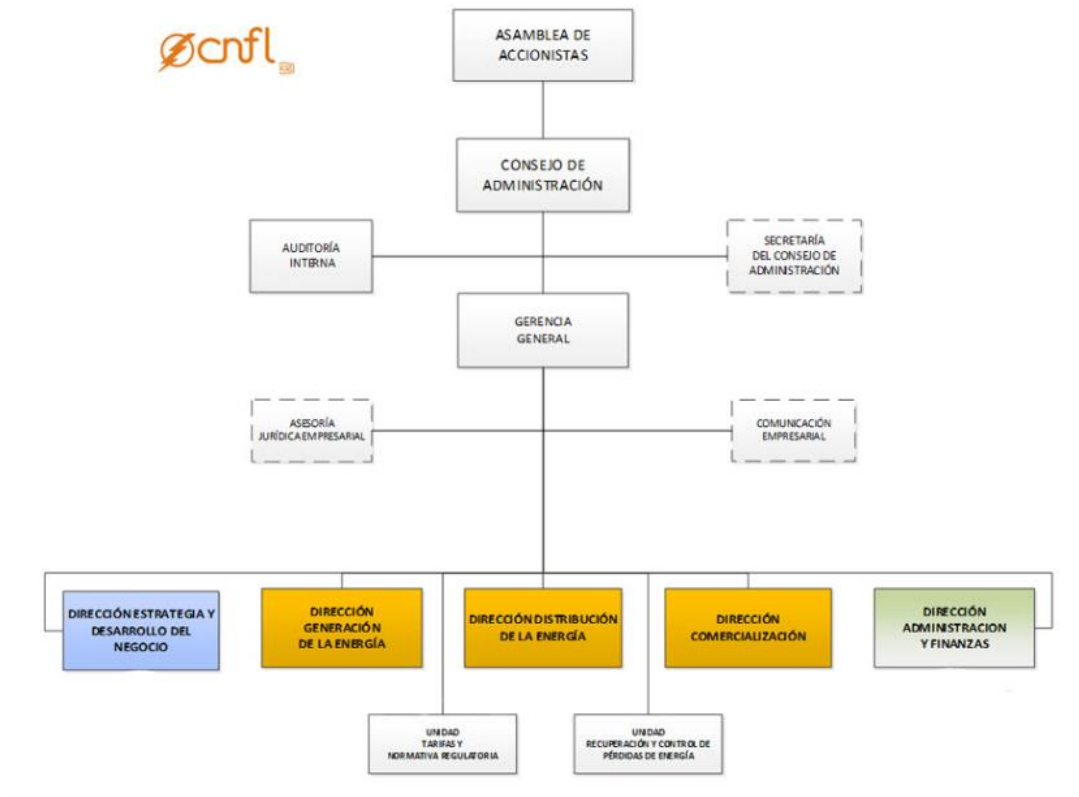 cnfl
ASAMBLEA DE
ACCIONISTAS
CONSEJO DE
ADMINISTRACIÓN
AUDITORÍA
INTERNA
SECRETARÍA
DEL CONSEJO DE
ADMINISTRACIÓN
GERENCIA
GENERAL
ASESORÍA
JURÍDICA EMPRESARIAL
COMUNICACIÓN
EMPRESARIAL
DIRECCIÓN ESTRATEGIA Y
DESARROLLO DEL
NEGOCIO
DIRECCIÓN
GENERACIÓN
DE LA ENERGÍA
DIRECCIÓN DISTRIBUCIÓN
DE LA ENERGÍA
DIRECCIÓN
COMERCIALIZACIÓN
DIRECCIÓN
ADMINISTRACION
Y FINANZAS
UNIDAD
TARIFAS Y
NORMATIVA REGULATORIA
UNIDAD
RECUPERACIÓN Y CONTROL DE
PÉRDIDAS DE ENERGÍA